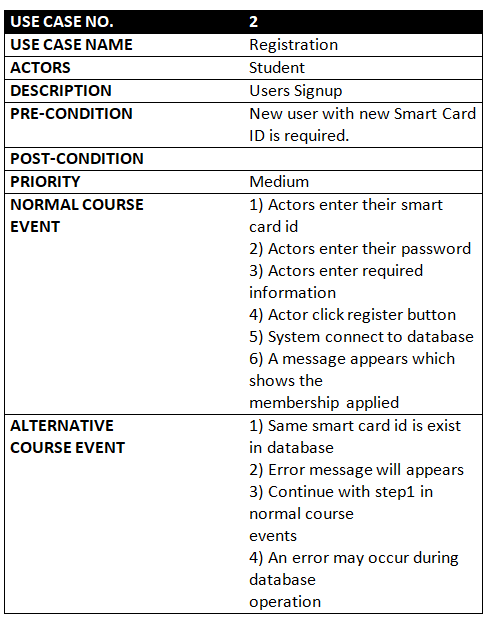 USE CASE NO. 2
USE CASE NAME Registration
ACTORS Student
DESCRIPTION Users Signup
PRE-CONDITION New user with new Smart Card
ID is required.
POST-CONDITION
PRIORITY Medium
NORMAL COURSE 1) Actors enter their smart
EVENT card id
2) Actors enter their password
3) Actors enter required
information
4) Actor click register button
5) System connect to database
6) A message appears which
shows the
membership applied
ALTERNATIVE 1) Same smart card id is exist
COURSE EVENT in database
2) Error message will appears
3) Continue with step1 in
normal course
events
4) An error may occur during
database
operation